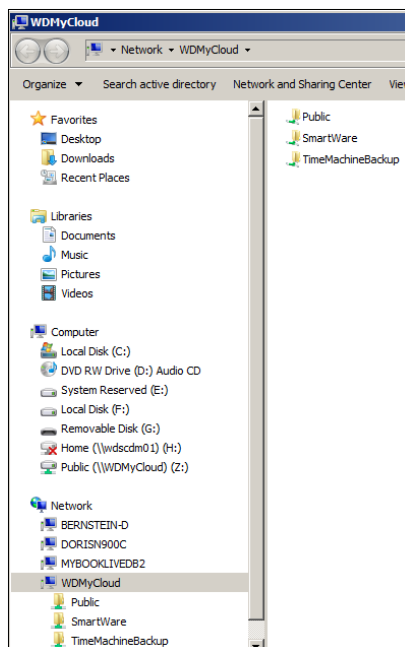 WDMyCloud
Network WDMyCloud
Organize Search active directory Network and Sharing Center
Favorites
Desktop
Downloads
Recent Places
Libraries
Documents
Music
Pictures
Videos
Computer
Local Disk (C:)
DVD RW Drive (D:) Audio CD
System Reserved (E:)
Local Disk (F:)
Removable Disk (G:)
Home (\\wdscdm01) (H:)
Public (\\WDMyCloud) (Z:)
Network
BERNSTEIN-D
DORISN900C
MYBOOKLIVEDB2
WDMyCloud
Public
SmartWare
TimeMachineBackup
Public
SmartWare
TimeMachineBackup